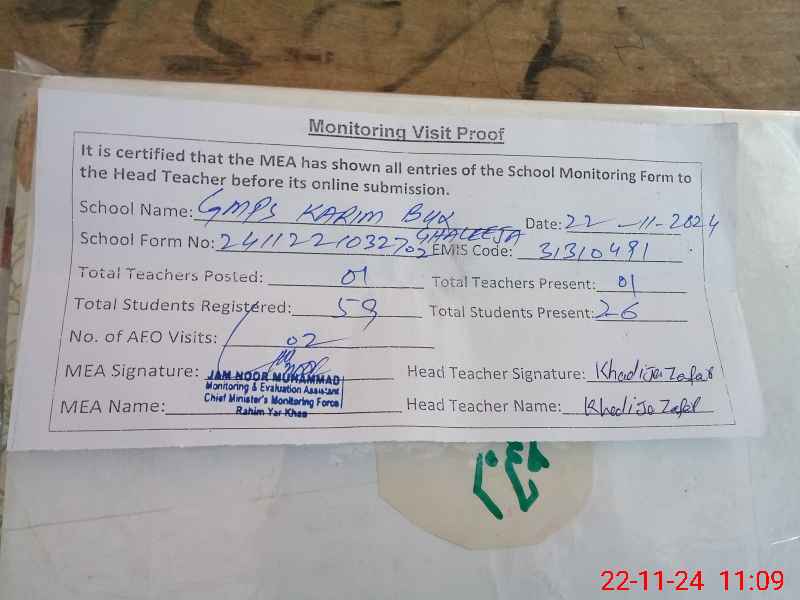 Monitoring Visit Proof
It is certified that the MEA has shown all entries of the School Monitoring Form to
the Head Teacher before its online submission.
School Name: GMPS KARIM BUX GHALEEJA Date: 22-11-2024
School Form No: 2411221032702 EMIS Code: 31310491
Total Teachers Posted: 01 Total Teachers Present: 01
Total Students Registered: 59 Total Students Present: 26
No. of AFO Visits: 02
MEA Signature: Head Teacher Signature: Khadija Zafar
JAM NOOR MUHAMMAD
Monitoring & Evaluation Assistant
Chief Minister's Monitoring Force
Rahim Yar Khan
MEA Name: Head Teacher Name: Khadija Zafar
22-11-24 11:09